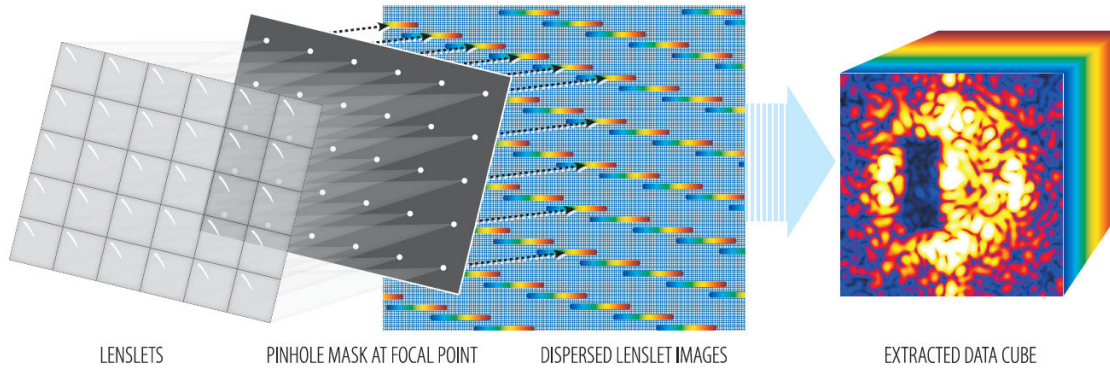 LENSLETS
PINHOLE MASK AT FOCAL POINT
DISPERSED LENSLET IMAGES
EXTRACTED DATA CUBE